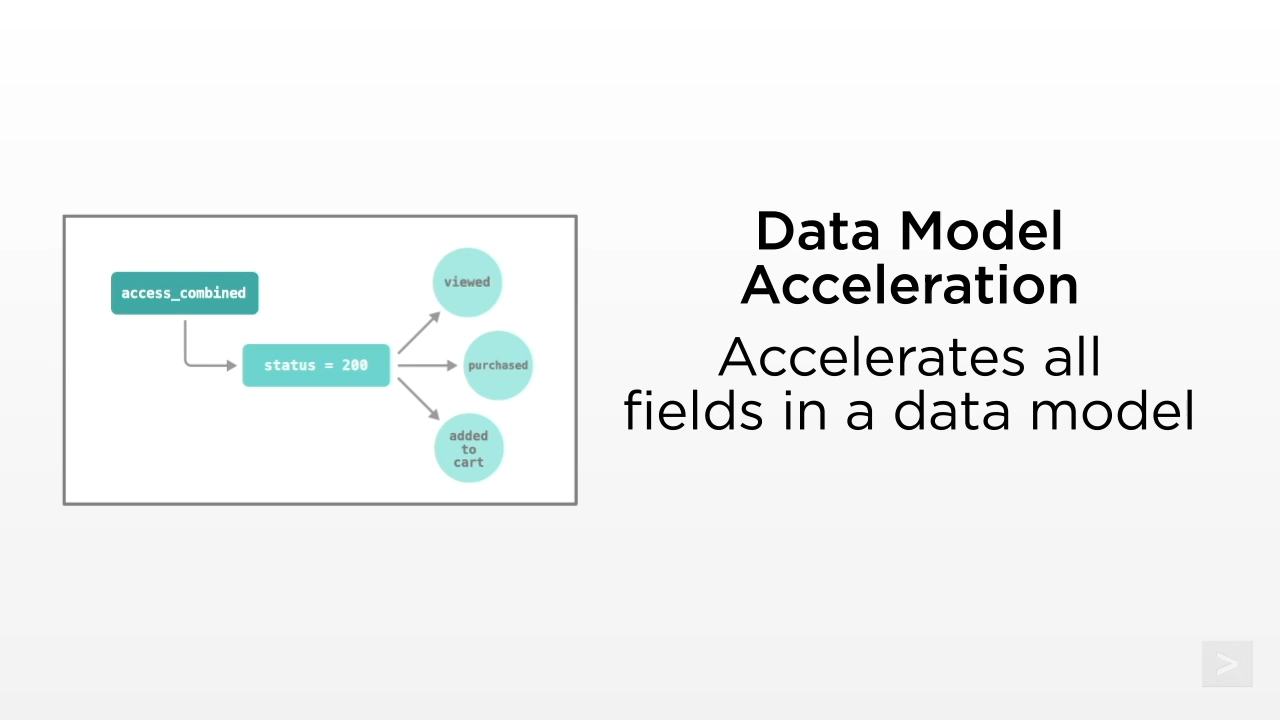 access_combined
status = 200
viewed
purchased
added
to
cart
Data Model
Acceleration
Accelerates all
fields in a data model
>